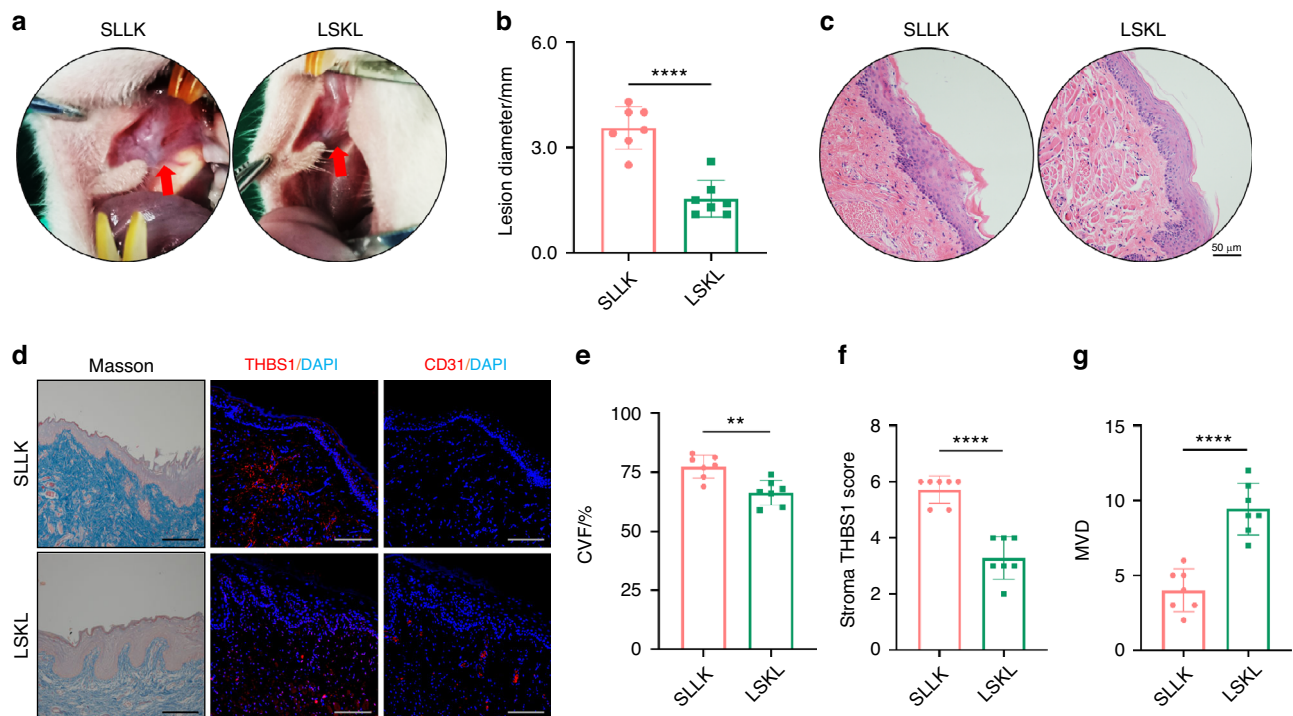 a
SLLK
LSKL
b
6.0
3.0
0.0
Lesion diameter/mm
****
SLLK
LSKL
c
SLLK
LSKL
50 μm
d
Masson
THBS1/DAPI
CD31/DAPI
SLLK
LSKL
e
100
75
50
25
0
CVF/%
**
SLLK
LSKL
f
8
6
4
2
0
Stroma THBS1 score
****
SLLK
LSKL
g
15
10
5
0
MVD
****
SLLK
LSKL